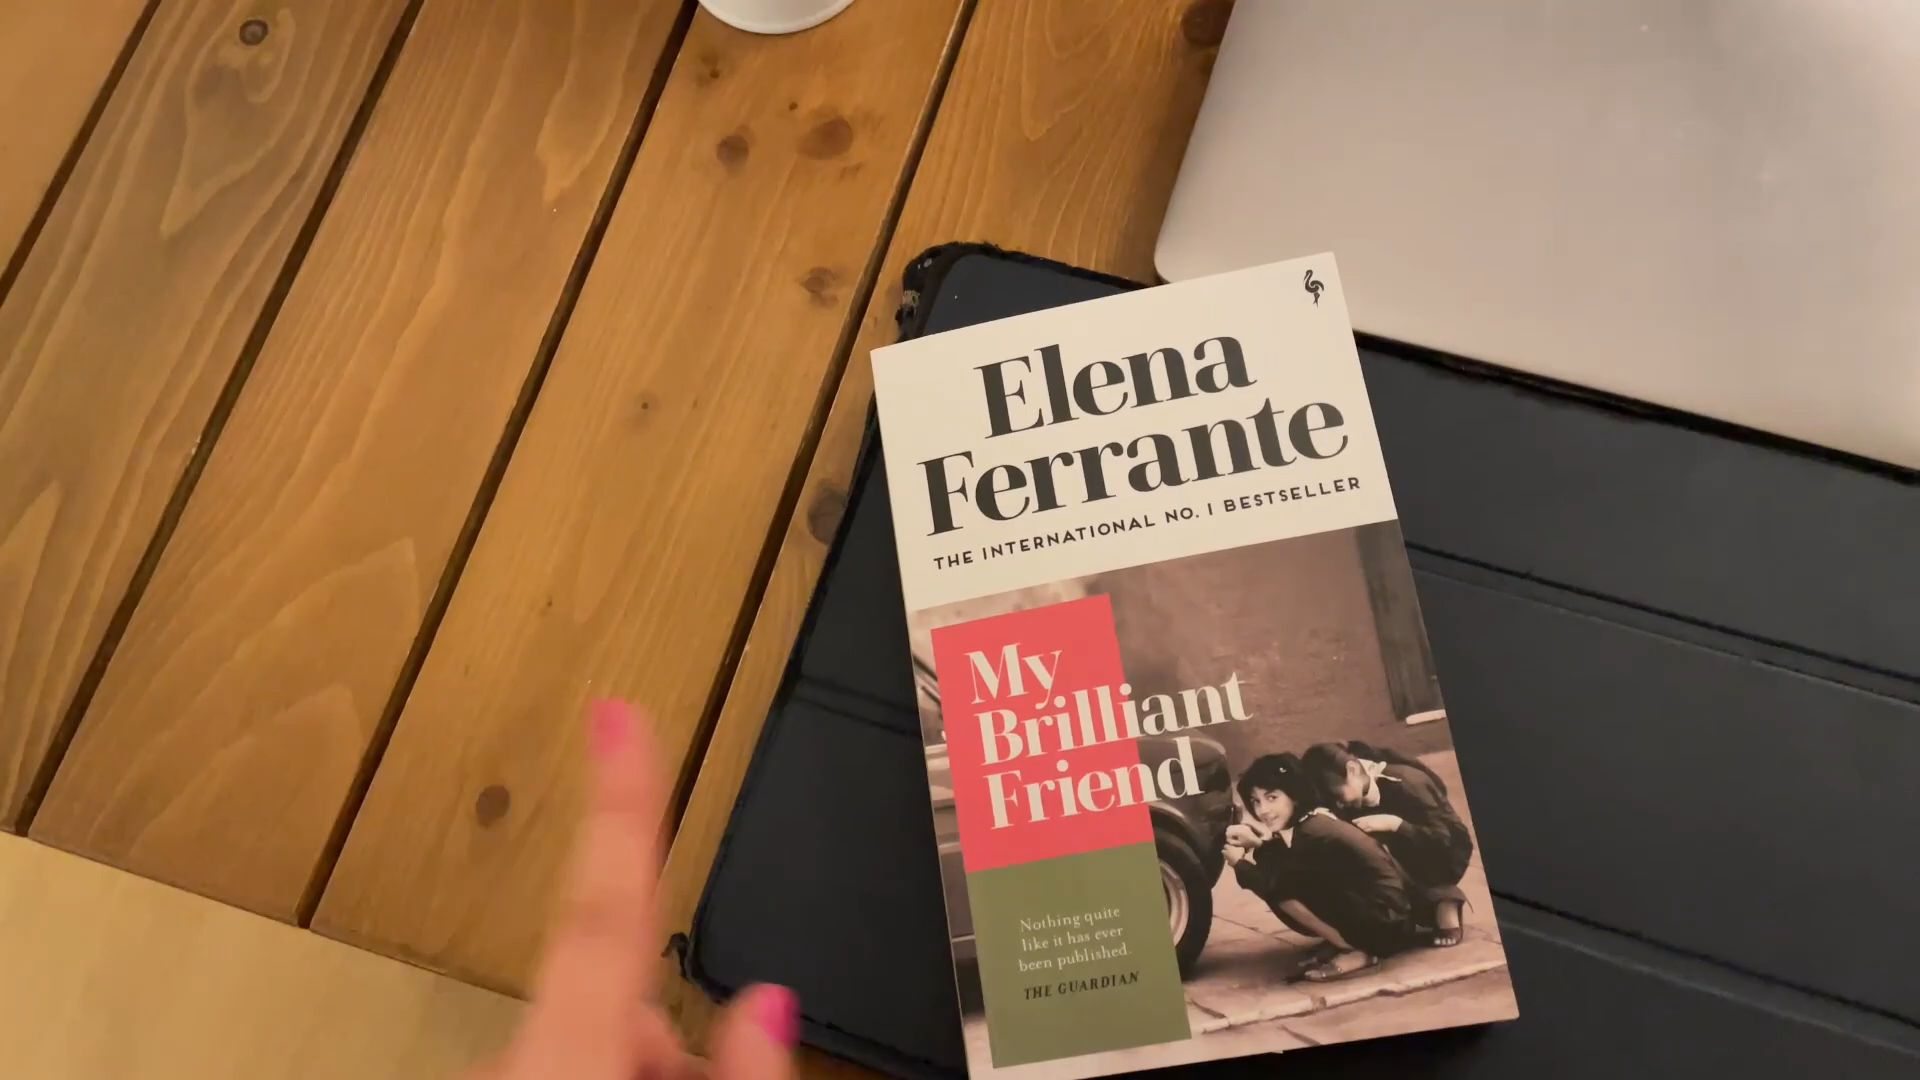 Elena
Ferrante
THE INTERNATIONAL NO. 1 BESTSELLER
My
Brilliant
Friend
Nothing quite
like it has ever
been published.
THE GUARDIAN